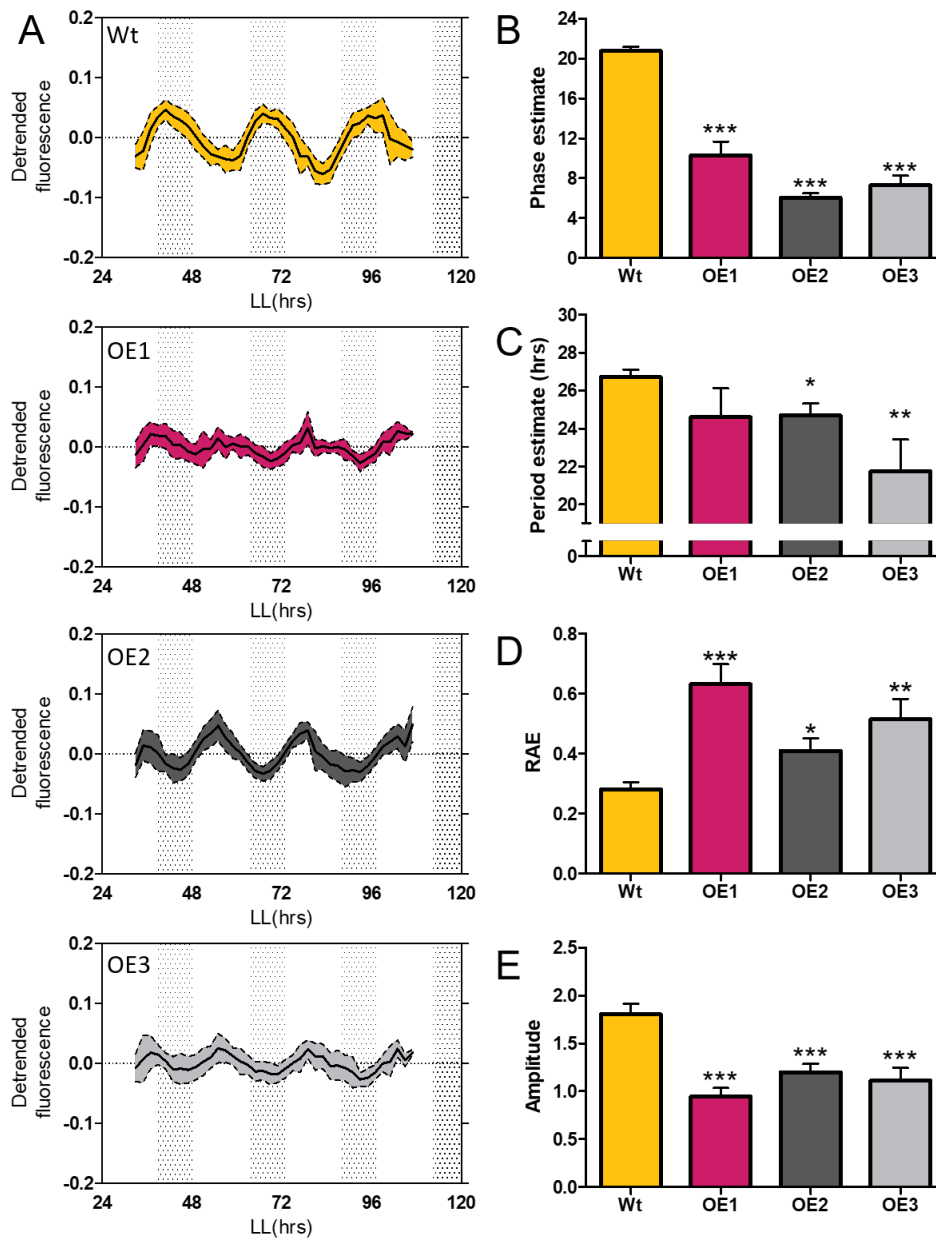 A
Wt
0.2
0.1
0.0
-0.1
-0.2
Detrended
fluorescence
24 48 72 96 120
LL(hrs)
OE1
0.2
0.1
0.0
-0.1
-0.2
Detrended
fluorescence
24 48 72 96 120
LL(hrs)
OE2
0.2
0.1
0.0
-0.1
-0.2
Detrended
fluorescence
24 48 72 96 120
LL(hrs)
OE3
0.2
0.1
0.0
-0.1
-0.2
Detrended
fluorescence
24 48 72 96 120
LL(hrs)
B
24
20
16
12
8
4
0
Phase estimate
*** *** ***
Wt OE1 OE2 OE3
C
30
28
26
24
22
20
0
Period estimate (hrs)
* **
Wt OE1 OE2 OE3
D
0.8
0.6
0.4
0.2
0.0
RAE
*** * **
Wt OE1 OE2 OE3
E
2.5
2.0
1.5
1.0
0.5
0.0
Amplitude
*** *** ***
Wt OE1 OE2 OE3